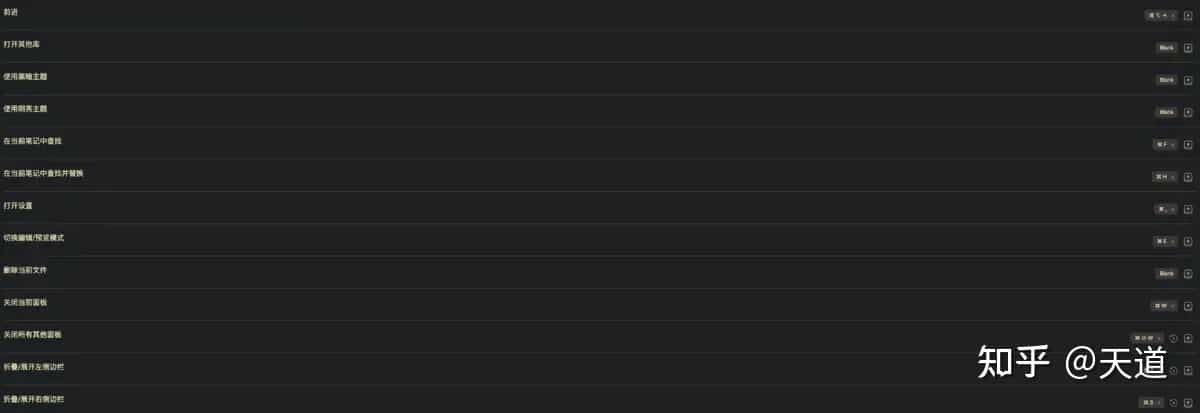 前进 ⌘⌥→
打开其他库 Blank
使用黑暗主题 Blank
使用明亮主题 Blank
在当前笔记中查找 ⌘F
在当前笔记中查找并替换 ⌘H
打开设置 ⌘,
切换编辑/预览模式 ⌘E
删除当前文件 Blank
关闭当前面板 ⌘W
关闭所有其他面板
折叠/展开左侧边栏
折叠/展开右侧边栏
知乎 @天道